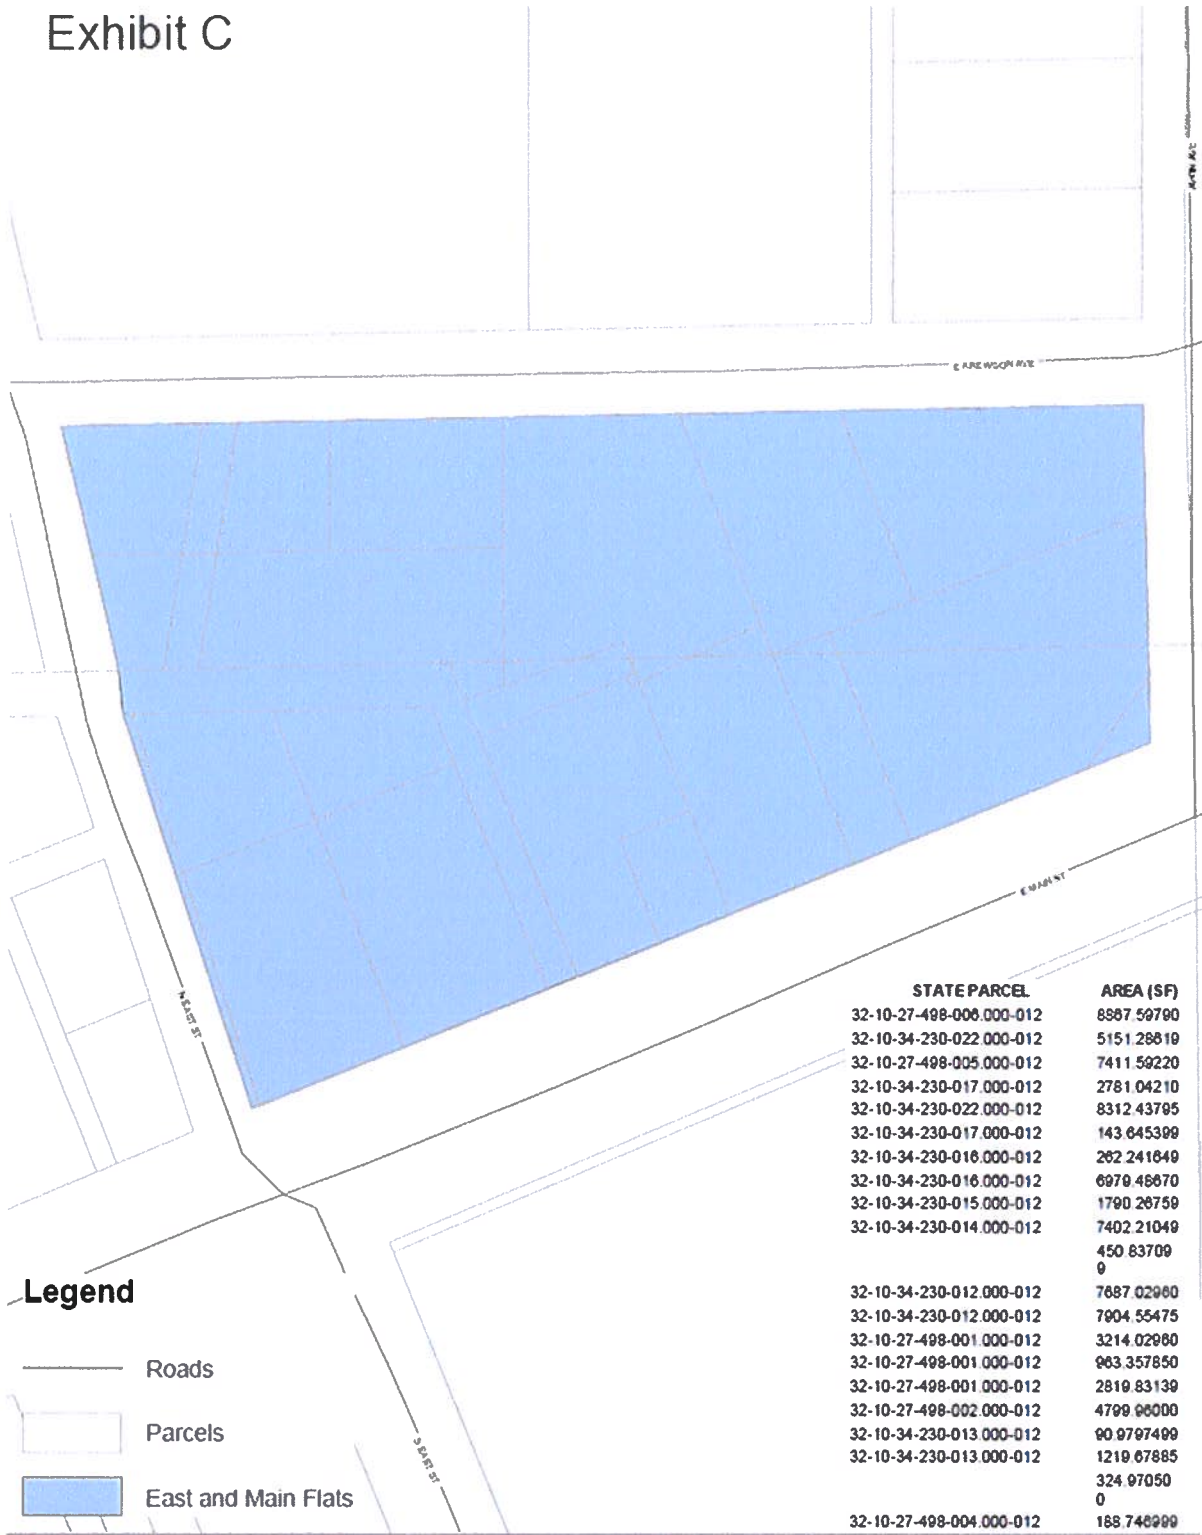 Exhibit C
E MAIN ST
N EAST ST
STATE PARCEL AREA (SF)
32-10-27-498-006.000-012 8567.59790
32-10-34-230-022.000-012 5151.28619
32-10-27-498-005.000-012 7411.59220
32-10-34-230-017.000-012 2781.04210
32-10-34-230-022.000-012 8312.43795
32-10-34-230-017.000-012 143.645399
32-10-34-230-016.000-012 262.241649
32-10-34-230-016.000-012 6979.48670
32-10-34-230-015.000-012 1790.26759
32-10-34-230-014.000-012 7402.21049
450.83709
9
32-10-34-230-012.000-012 7687.02960
32-10-34-230-012.000-012 7904.55475
32-10-27-498-001.000-012 3214.02960
32-10-27-498-001.000-012 963.357850
32-10-27-498-001.000-012 2819.83139
32-10-27-498-002.000-012 4799.96000
32-10-34-230-013.000-012 90.9797499
32-10-34-230-013.000-012 1219.67885
324.97050
0
32-10-27-498-004.000-012 188.746999
Legend
Roads
Parcels
East and Main Flats
S EAST ST